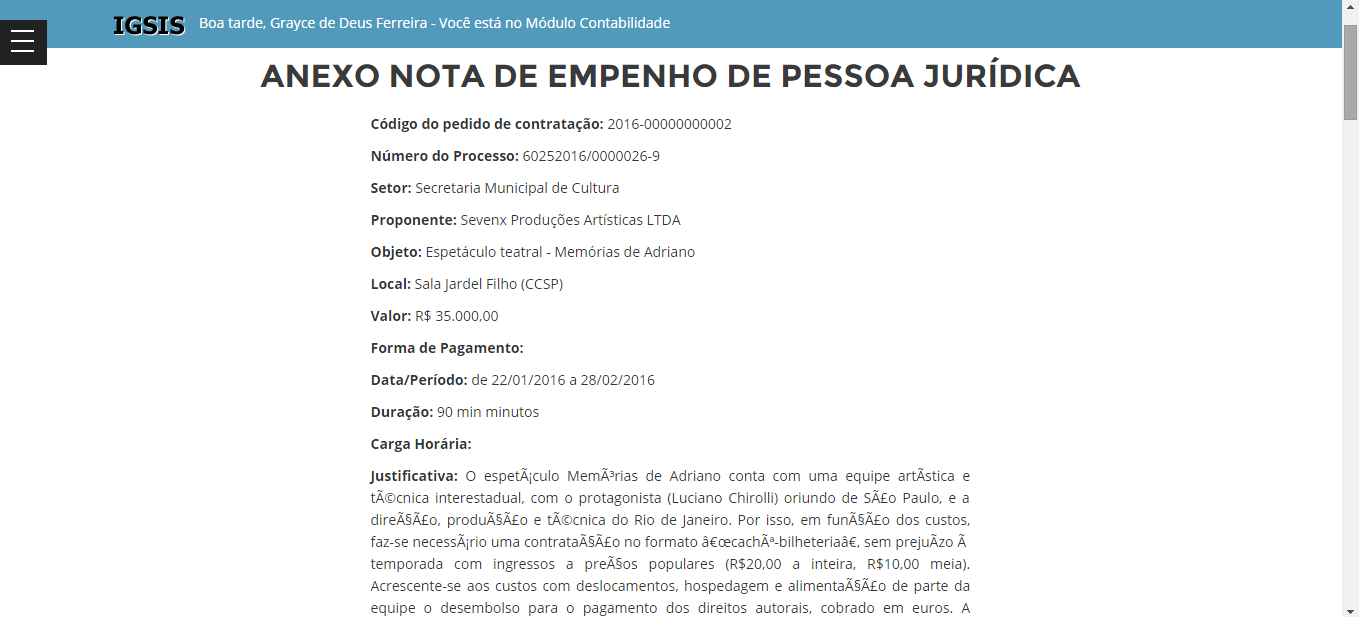 IGSIS Boa tarde, Grayce de Deus Ferreira - Você está no Módulo Contabilidade
ANEXO NOTA DE EMPENHO DE PESSOA JURÍDICA
Código do pedido de contratação: 2016-00000000002
Número do Processo: 60252016/0000026-9
Setor: Secretaria Municipal de Cultura
Proponente: Sevenx Produções Artísticas LTDA
Objeto: Espetáculo teatral - Memórias de Adriano
Local: Sala Jardel Filho (CCSP)
Valor: R$ 35.000,00
Forma de Pagamento:
Data/Período: de 22/01/2016 a 28/02/2016
Duração: 90 min minutos
Carga Horária:
Justificativa: O espetÃ¡culo MemÃ³rias de Adriano conta com uma equipe artÃstica e
tÃ©cnica interestadual, com o protagonista (Luciano Chirolli) oriundo de SÃ£o Paulo, e a
direÃ§Ã£o, produÃ§Ã£o e tÃ©cnica do Rio de Janeiro. Por isso, em funÃ§Ã£o dos custos,
faz-se necessÃ¡rio uma contrataÃ§Ã£o no formato â€œcachÃª-bilheteriaâ€, sem prejuÃzo Ã
temporada com ingressos a preÃ§os populares (R$20,00 a inteira, R$10,00 meia).
Acrescente-se aos custos com deslocamentos, hospedagem e alimentaÃ§Ã£o de parte da
equipe o desembolso para o pagamento dos direitos autorais, cobrado em euros. A